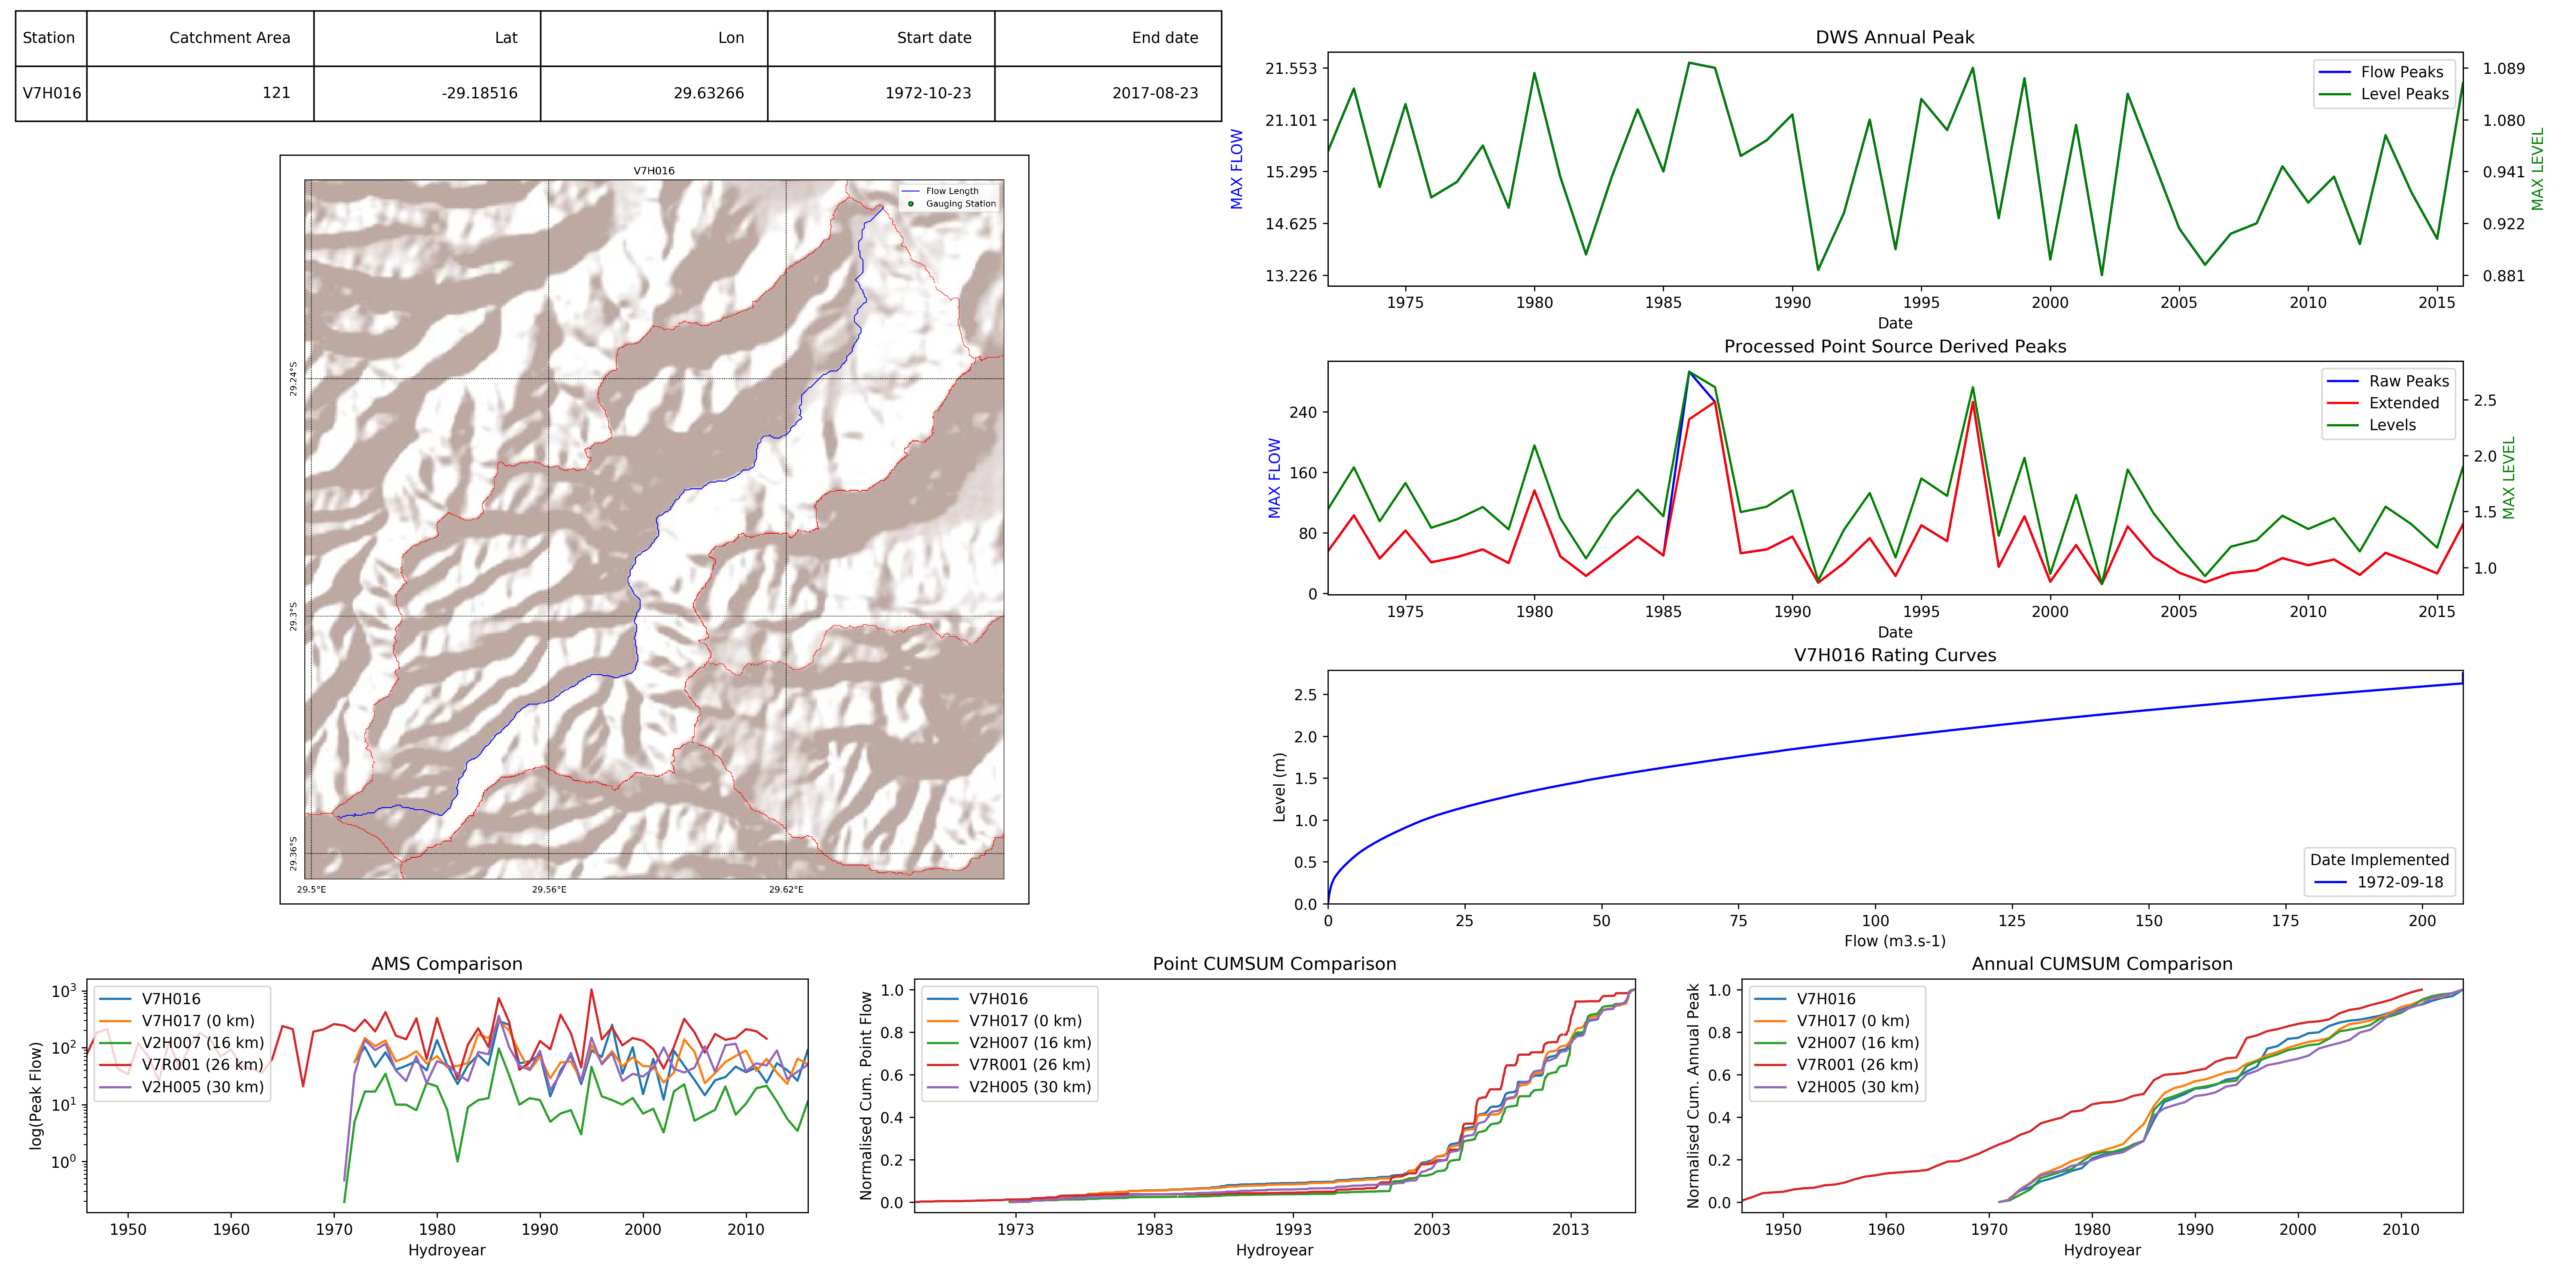 Station Catchment Area Lat Lon Start date End date
V7H016 121 -29.18516 29.63266 1972-10-23 2017-08-23
V7H016
Flow Length
Gauging Station
29.24°S
29.3°S
29.36°S
29.5°E 29.56°E 29.62°E
DWS Annual Peak
Flow Peaks
Level Peaks
MAX FLOW
21.553
21.101
15.295
14.625
13.226
1.089
1.080
0.941
0.922
0.881
MAX LEVEL
1975 1980 1985 1990 1995 2000 2005 2010 2015
Date
Processed Point Source Derived Peaks
Raw Peaks
Extended
Levels
MAX FLOW
240
160
80
0
2.5
2.0
1.5
1.0
MAX LEVEL
1975 1980 1985 1990 1995 2000 2005 2010 2015
Date
V7H016 Rating Curves
Level (m)
2.5
2.0
1.5
1.0
0.5
0.0
Date Implemented
1972-09-18
0 25 50 75 100 125 150 175 200
Flow (m3.s-1)
AMS Comparison
V7H016
V7H017 (0 km)
V2H007 (16 km)
V7R001 (26 km)
V2H005 (30 km)
log(Peak Flow)
10³
10²
10¹
10⁰
1950 1960 1970 1980 1990 2000 2010
Hydroyear
Point CUMSUM Comparison
V7H016
V7H017 (0 km)
V2H007 (16 km)
V7R001 (26 km)
V2H005 (30 km)
Normalised Cum. Point Flow
1.0
0.8
0.6
0.4
0.2
0.0
1973 1983 1993 2003 2013
Hydroyear
Annual CUMSUM Comparison
V7H016
V7H017 (0 km)
V2H007 (16 km)
V7R001 (26 km)
V2H005 (30 km)
Normalised Cum. Annual Peak
1.0
0.8
0.6
0.4
0.2
0.0
1950 1960 1970 1980 1990 2000 2010
Hydroyear